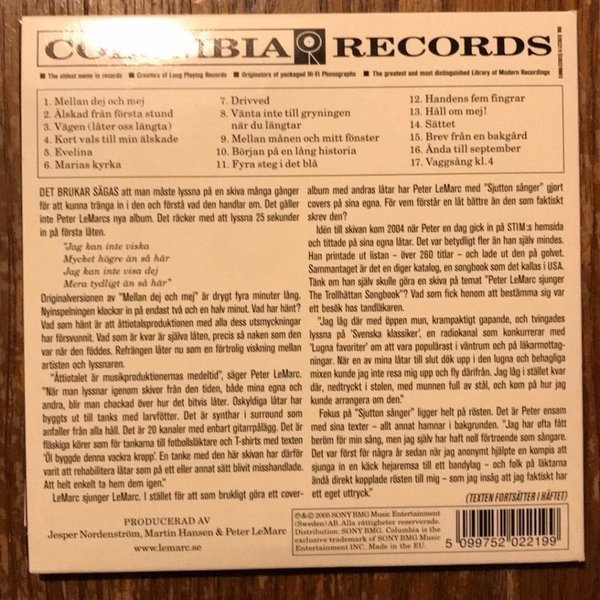 COLUMBIA RECORDS
■ The oldest name in records ■ Creators of Long Playing Records ■ Originators of packaged Hi-Fi Phonographs ■ The greatest and most distinguished Library of Modern Recordings
1. Mellan dej och mej
2. Älskad från första stund
3. Vägen (låter oss längta)
4. Kort vals till min älskade
5. Evelina
6. Marias kyrka
7. Drivved
8. Vänta inte till gryningen
när du längtar
9. Mellan månen och mitt fönster
10. Början på en lång historia
11. Fyra steg i det blå
12. Handens fem fingrar
13. Håll om mej!
14. Sättet
15. Brev från en bakgård
16. Ända till september
17. Vaggsång kl.4
DET BRUKAR SÄGAS att man måste lyssna på en skiva många gånger
för att kunna tränga in i den och förstå vad den handlar om. Det gäller
inte Peter LeMarcs nya album. Det räcker med att lyssna 25 sekunder
in på första låten.
"Jag kan inte viska
Mycket högre än så här
Jag kan inte visa dej
Mera tydligt än så här"
Originalversionen av "Mellan dej och mej" är drygt fyra minuter lång.
Nyinspelningen klockar in på endast två och en halv minut. Vad har hänt?
Vad som hänt är att åttiotalsproduktionen med alla dess utsmyckningar
har försvunnit. Vad som är kvar är själva låten, precis så naken som den
var när den föddes. Refrängen låter nu som en förtrolig viskning mellan
artisten och lyssnaren.
"Åttiotalet är musikproduktionernas medeltid", säger Peter LeMarc.
"När man lyssnar igenom skivor från den tiden, både mina egna och
andra, blir man chockad över hur det bitvis låter. Oskyldiga låtar har
byggts ut till tanks med larvfötter. Det är synthar i surround som
anfaller från alla håll. Det är 20 kanaler med enbart gitarrpålägg. Det är
fläskiga körer som för tankarna till fotbollsläktare och T-shirts med texten
'Öl byggde denna vackra kropp'. En tanke med den här skivan har därför
varit att rehabilitera låtar som på ett eller annat sätt blivit misshandlade.
Att helt enkelt ta hem dem igen."
LeMarc sjunger LeMarc. I stället för att som brukligt göra ett cover-
album med andras låtar har Peter LeMarc med "Sjutton sånger" gjort
covers på sina egna. För vem förstår en låt bättre än den som faktiskt
skrev den?
Idén till skivan kom 2004 när Peter en dag gick in på STIM:s hemsida
och tittade på sina egna låtar. Det var betydligt fler än han själv mindes.
Han printade ut listan – över 260 titlar – och lade ut den på golvet.
Sammantaget är det en diger katalog, en songbook som det kallas i USA.
Tänk om han själv skulle göra en skiva på temat "Peter LeMarc sjunger
The Trollhättan Songbook"? Vad som fick honom att bestämma sig var
ett besök hos tandläkaren.
"Jag låg där med öppen mun, krampaktigt gapande, och tvingades
lyssna på 'Svenska klassiker', en radiokanal som konkurrerar med
'Lugna favoriter' om att vara populärast i väntrum och på läkarmottag-
ningar. När en av mina låtar till slut dök upp i den lugna och behagliga
mixen kunde jag inte resa mig upp och fly därifrån. Jag låg i stället kvar
där, nedtryckt i stolen, med munnen full av stål, och kom på hur jag
kunde arrangera om den."
Fokus på "Sjutton sånger" ligger helt på rösten. Det är Peter ensam
med sina texter – allt annat hamnar i bakgrunden. "Jag har ofta fått
beröm för min sång, men jag själv har haft noll förtroende som sångare.
Det var först för några år sedan när jag anonymt hjälpte en kompis att
sjunga in en käck hejaramsa till ett bandylag – och folk på läktarna
ändå direkt kopplade rösten till mig – som jag insåg att jag faktiskt har
ett eget uttryck"
(TEXTEN FORTSÄTTER I HÄFTET)
PRODUCERAD AV
Jesper Nordenström, Martin Hansen & Peter LeMarc
www.lemarc.se
℗&© 2005 SONY BMG Music Entertainment
(Sweden) AB. Alla rättigheter reserverade.
Distribution: SONY BMG. Columbia is
trademarks of SONY BMG Music
Entertainment INC. Made in the EU.
5 099752 022199